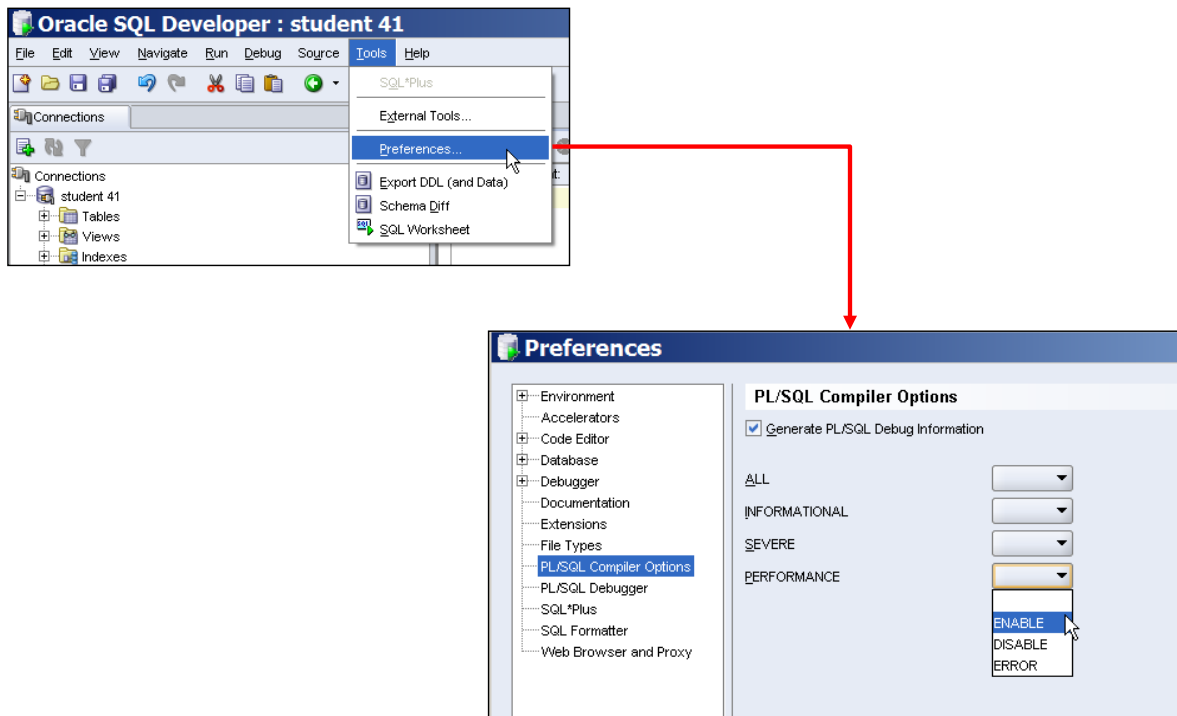 Oracle SQL Developer : student 41
File Edit View Navigate Run Debug Source Tools Help
SQL*Plus
External Tools...
Preferences...
Export DDL (and Data)
Schema Diff
SQL Worksheet
Connections
Connections
student 41
Tables
Views
Indexes
Preferences
Environment
Accelerators
Code Editor
Database
Debugger
Documentation
Extensions
File Types
PL/SQL Compiler Options
PL/SQL Debugger
SQL*Plus
SQL Formatter
Web Browser and Proxy
PL/SQL Compiler Options
Generate PL/SQL Debug Information
ALL
INFORMATIONAL
SEVERE
PERFORMANCE
ENABLE
DISABLE
ERROR